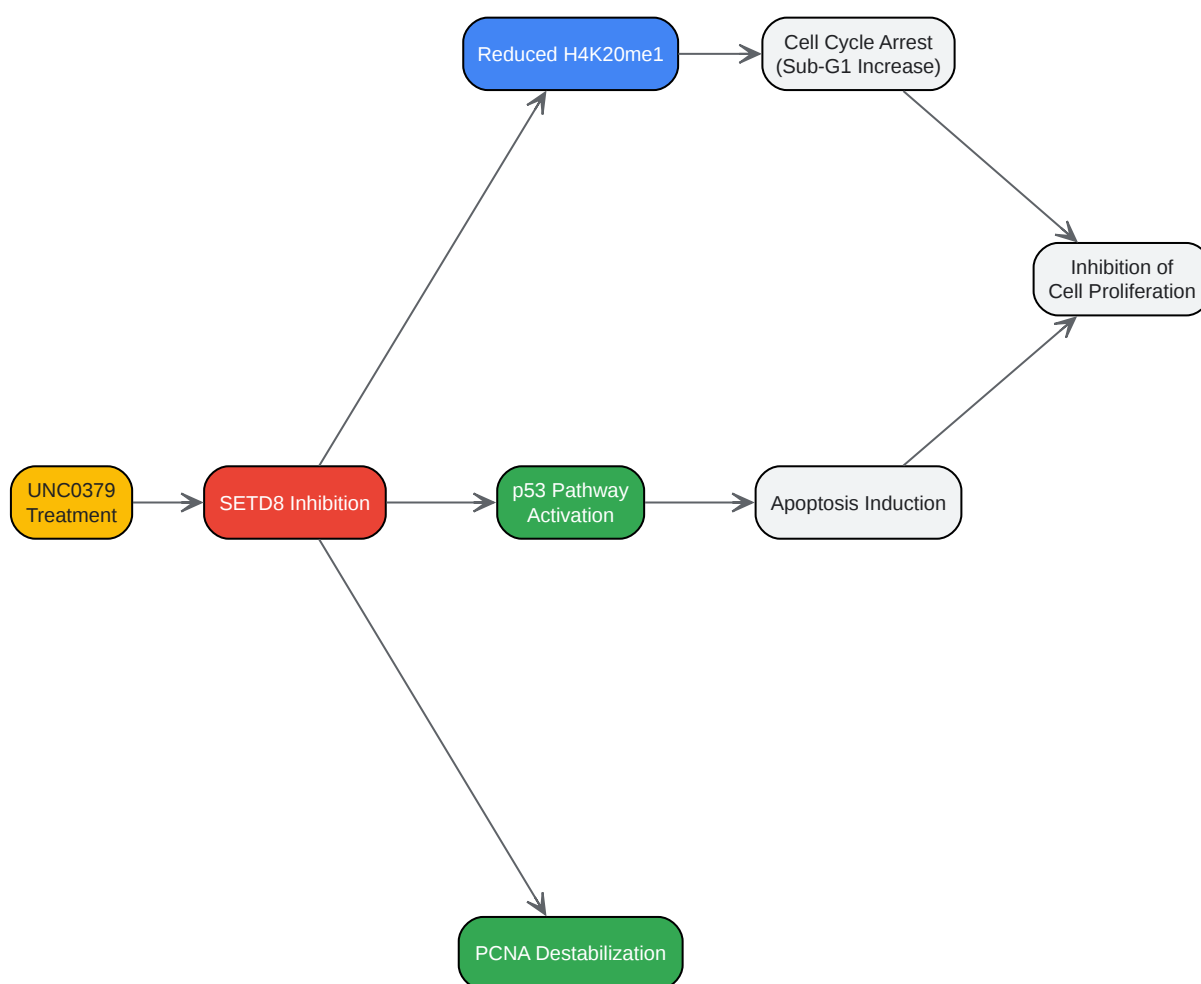 Reduced H4K20me1
Cell Cycle Arrest
(Sub-G1 Increase)
Inhibition of
Cell Proliferation
UNC0379
Treatment
SETD8 Inhibition
p53 Pathway
Activation
Apoptosis Induction
PCNA Destabilization